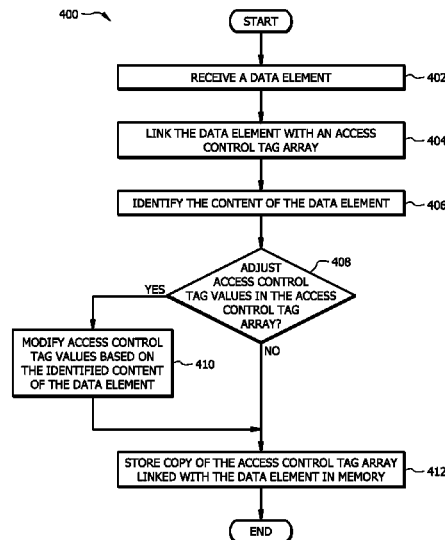 400
START
RECEIVE A DATA ELEMENT
402
LINK THE DATA ELEMENT WITH AN ACCESS
CONTROL TAG ARRAY
404
IDENTIFY THE CONTENT OF THE DATA ELEMENT
406
408
ADJUST
ACCESS CONTROL
TAG VALUES IN THE ACCESS
CONTROL TAG
ARRAY?
YES
NO
MODIFY ACCESS CONTROL
TAG VALUES BASED ON
THE IDENTIFIED CONTENT
OF THE DATA ELEMENT
410
STORE COPY OF THE ACCESS CONTROL TAG ARRAY
LINKED WITH THE DATA ELEMENT IN MEMORY
412
END